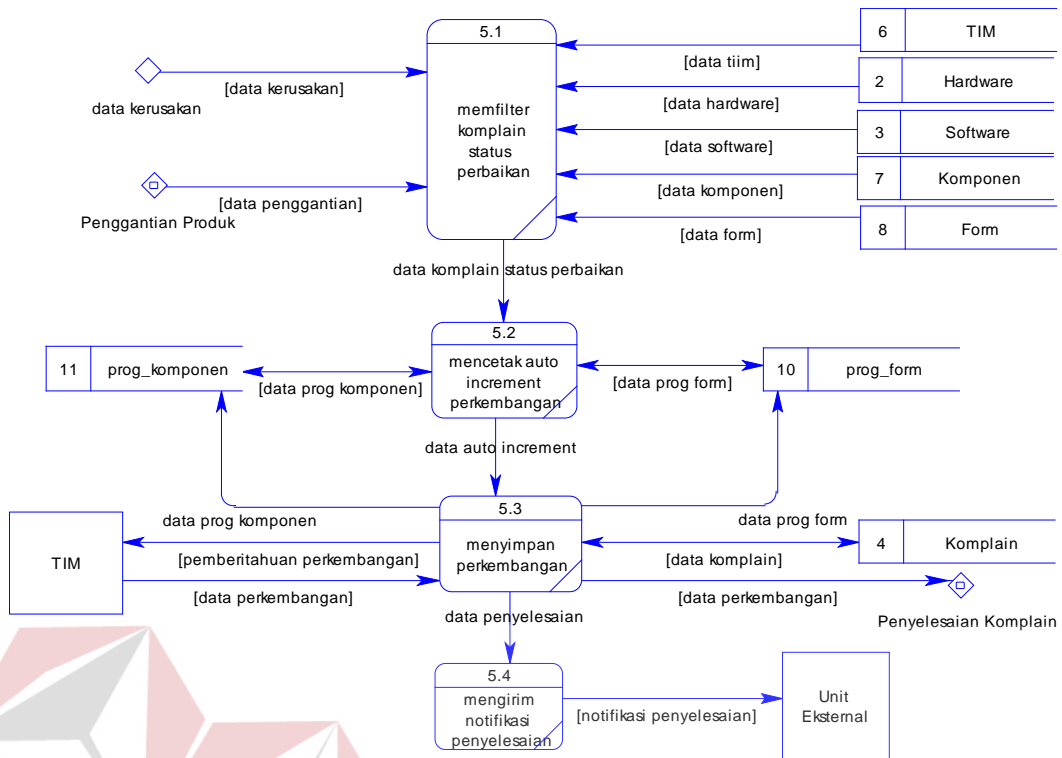 5.1
6 TIM
[data tiim]
[data kerusakan]
data kerusakan
2 Hardware
[data hardware]
memfilter
komplain
status
perbaikan
3 Software
[data software]
7 Komponen
[data komponen]
[data penggantian]
Penggantian Produk
8 Form
[data form]
data komplain status perbaikan
5.2
mencetak auto
increment
perkembangan
11 prog_komponen
[data prog komponen]
[data prog form]
10 prog_form
data auto increment
5.3
menyimpan
perkembangan
data prog komponen
data prog form
TIM
[pemberitahuan perkembangan]
[data perkembangan]
4 Komplain
[data komplain]
[data perkembangan]
Penyelesaian Komplain
data penyelesaian
5.4
mengirim
notifikasi
penyelesaian
[notifikasi penyelesaian]
Unit
Eksternal